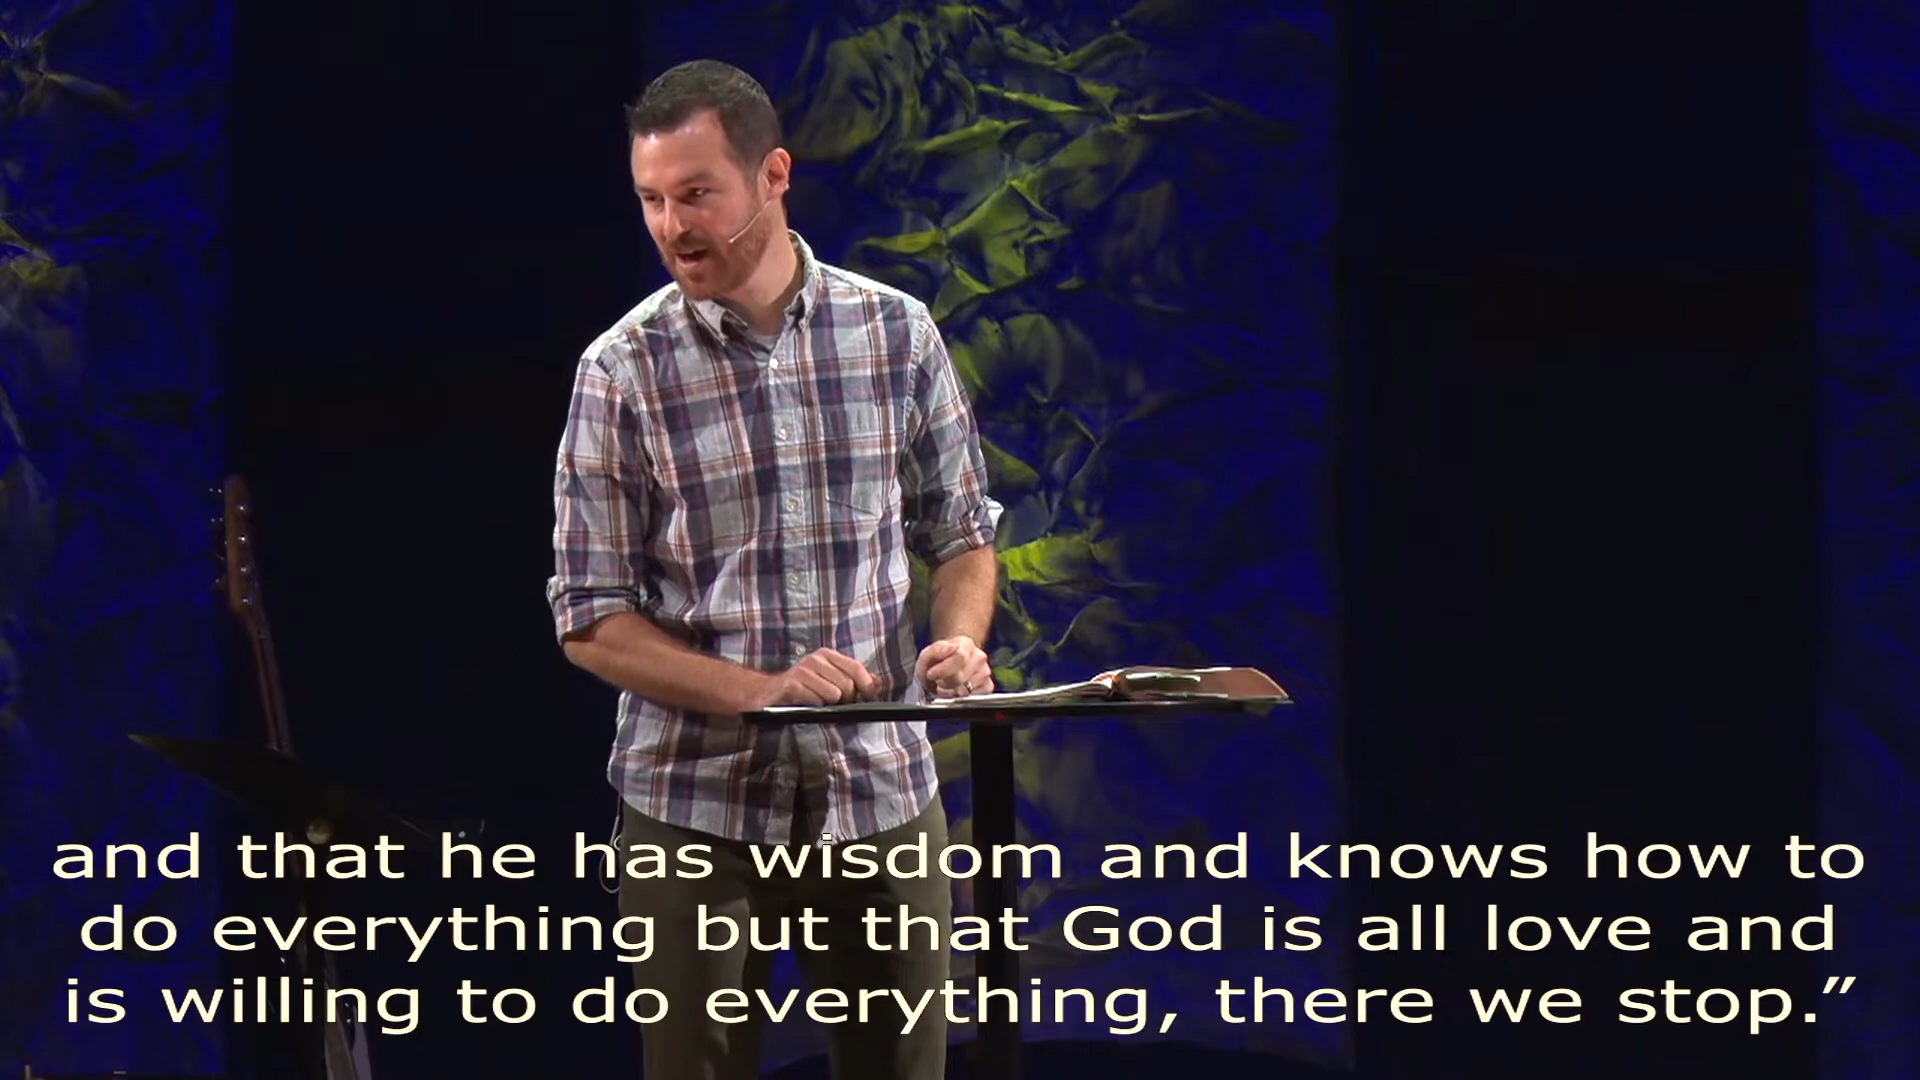 and that he has wisdom and knows how to
do everything but that God is all love and
is willing to do everything, there we stop.”